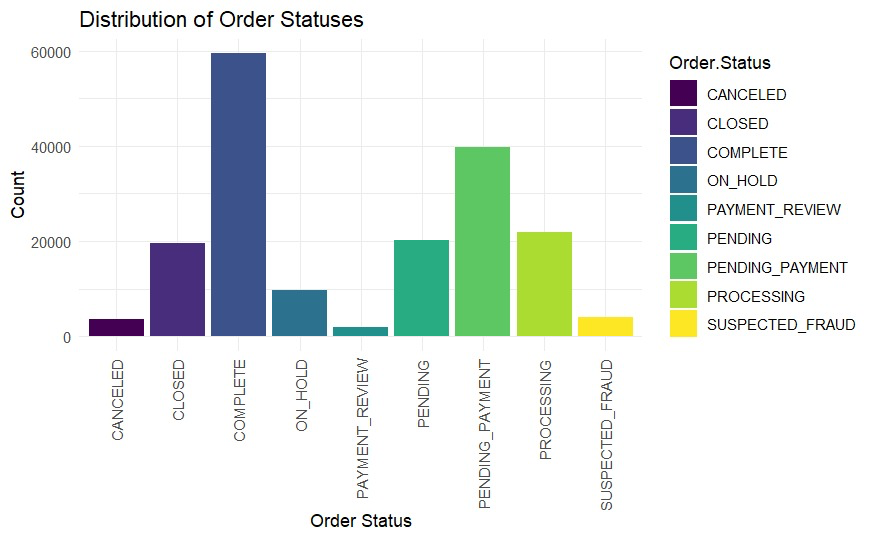 Distribution of Order Statuses
Count
60000
40000
20000
0
CANCELED
CLOSED
COMPLETE
ON_HOLD
PAYMENT_REVIEW
PENDING
PENDING_PAYMENT
PROCESSING
SUSPECTED_FRAUD
Order Status
Order.Status
CANCELED
CLOSED
COMPLETE
ON_HOLD
PAYMENT_REVIEW
PENDING
PENDING_PAYMENT
PROCESSING
SUSPECTED_FRAUD